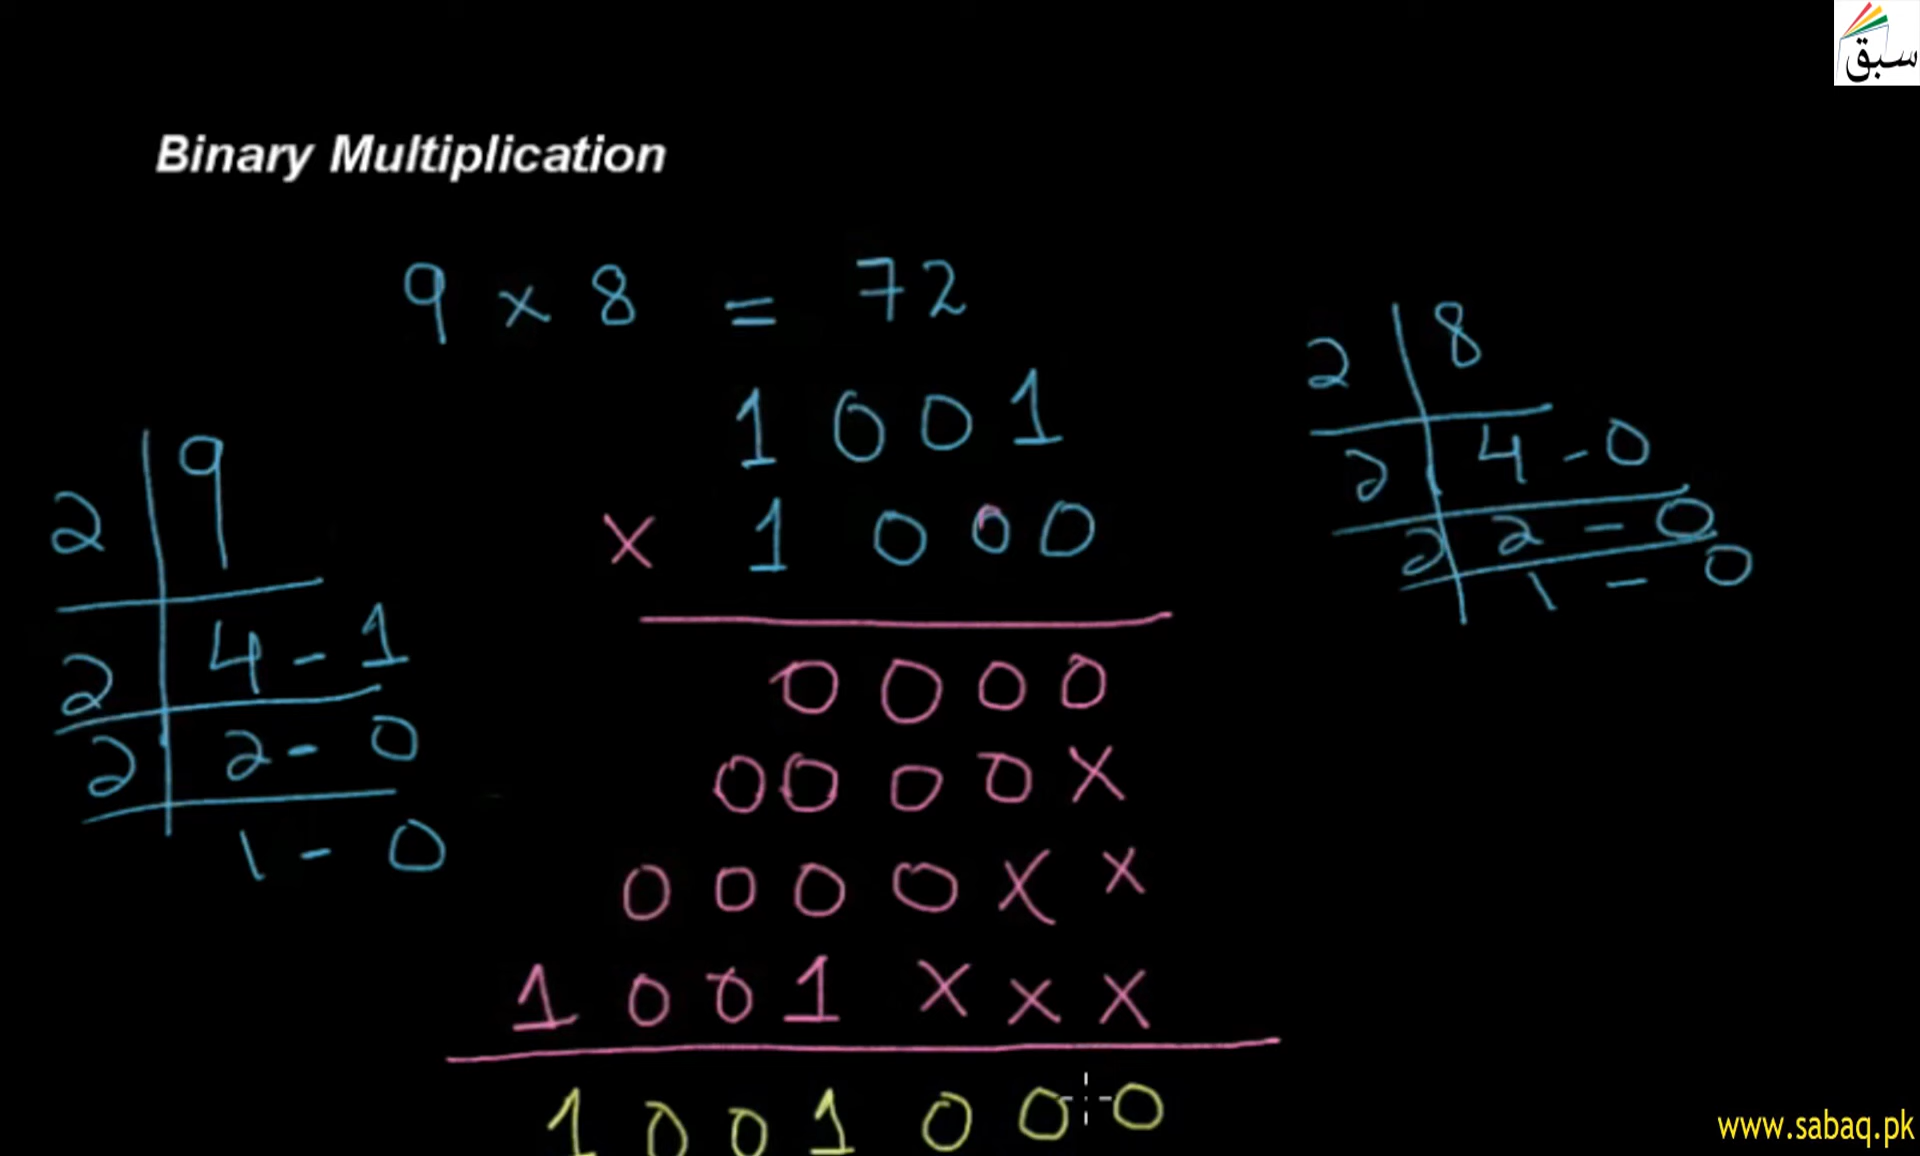 سبق
Binary Multiplication
9 × 8 = 72
1 0 0 1
× 1 0 0 0
0 0 0 0
0 0 0 0 X
0 0 0 0 X X
1 0 0 1 X X X
1 0 0 1 0 0 0
2 | 9
2 | 4 - 1
2 | 2 - 0
1 - 0
2 | 8
2 | 4 - 0
2 | 2 - 0
1 - 0
www.sabaq.pk